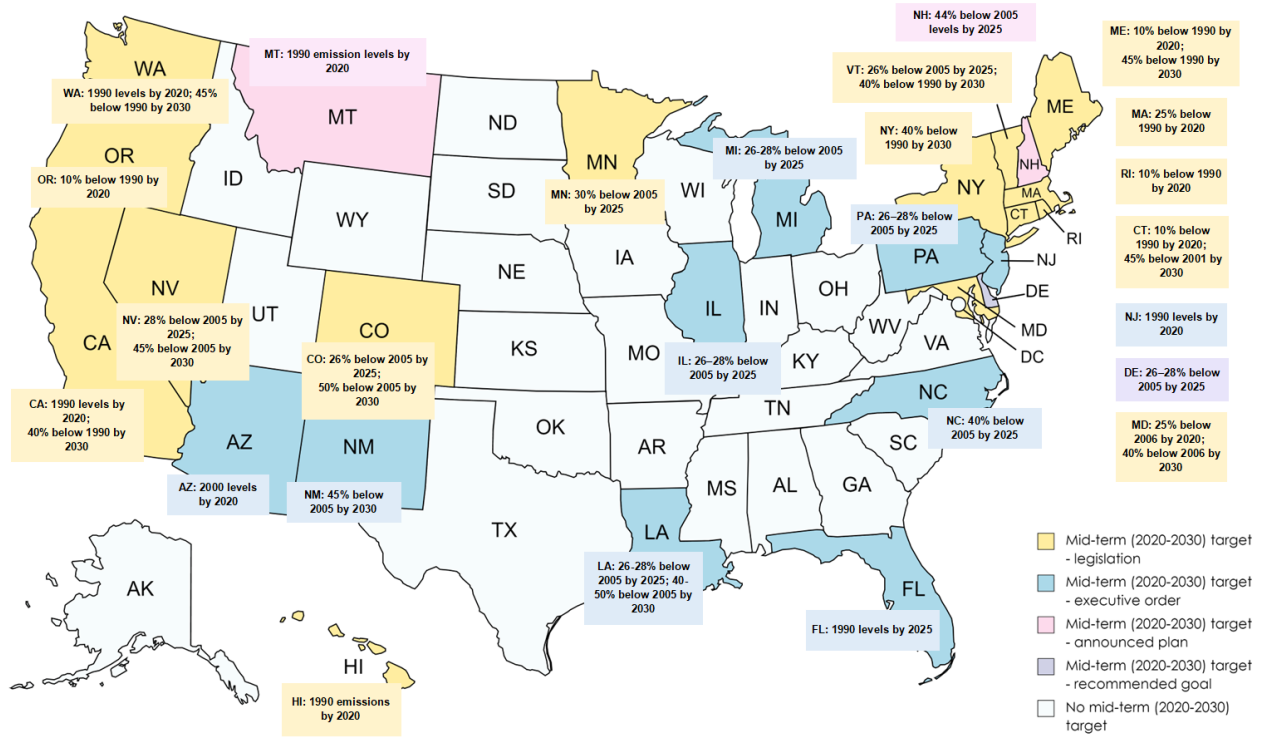 NH: 44% below 2005
levels by 2025
ME: 10% below 1990 by
2020;
45% below 1990 by
2030
MT: 1990 emission levels by
2020
VT: 26% below 2005 by 2025;
40% below 1990 by 2030
WA
WA: 1990 levels by 2020; 45%
below 1990 by 2030
MT
ND
ME
MA: 25%
below
1990 by 2020
NY: 40% below
1990 by 2030
OR
OR: 10% below 1990 by
2020
ID
MN
MN: 30% below 2005
by 2025
MI: 26-28% below 2005
by 2025
NH
RI: 10% below 1990
by 2020
SD
WI
NY
MA
WY
MI
CT
RI
PA: 26–28% below
2005 by 2025
CT: 10% below
1990 by 2020;
45% below 2001 by
2030
IA
PA
NJ
NE
NV
NV: 28% below 2005 by
2025;
45% below 2005 by
2030
UT
OH
DE
IL
IN
NJ: 1990 levels by
2020
CO
CO: 26% below 2005 by
2025;
50% below 2005 by
2030
WV
MD
CA
KS
MO
VA
DC
IL: 26–28% below
2005 by 2025
KY
DE: 26–28% below
2005 by 2025
CA: 1990 levels by
2020;
40% below 1990 by
2030
NC
NC: 40% below
2005 by 2025
TN
MD: 25% below
2006 by 2020;
40% below 2006 by
2030
OK
AZ
NM
AR
SC
AZ: 2000 levels
by 2020
NM: 45% below
2005 by 2030
MS
AL
GA
TX
LA
LA: 26-28% below
2005 by 2025; 40-
50% below 2005 by
2030
AK
FL
FL: 1990 levels by 2025
HI
HI: 1990 emissions
by 2020
Mid-term (2020-2030) target
- legislation
Mid-term (2020-2030) target
- executive order
Mid-term (2020-2030) target
- announced plan
Mid-term (2020-2030) target
- recommended goal
No mid-term (2020-2030)
target